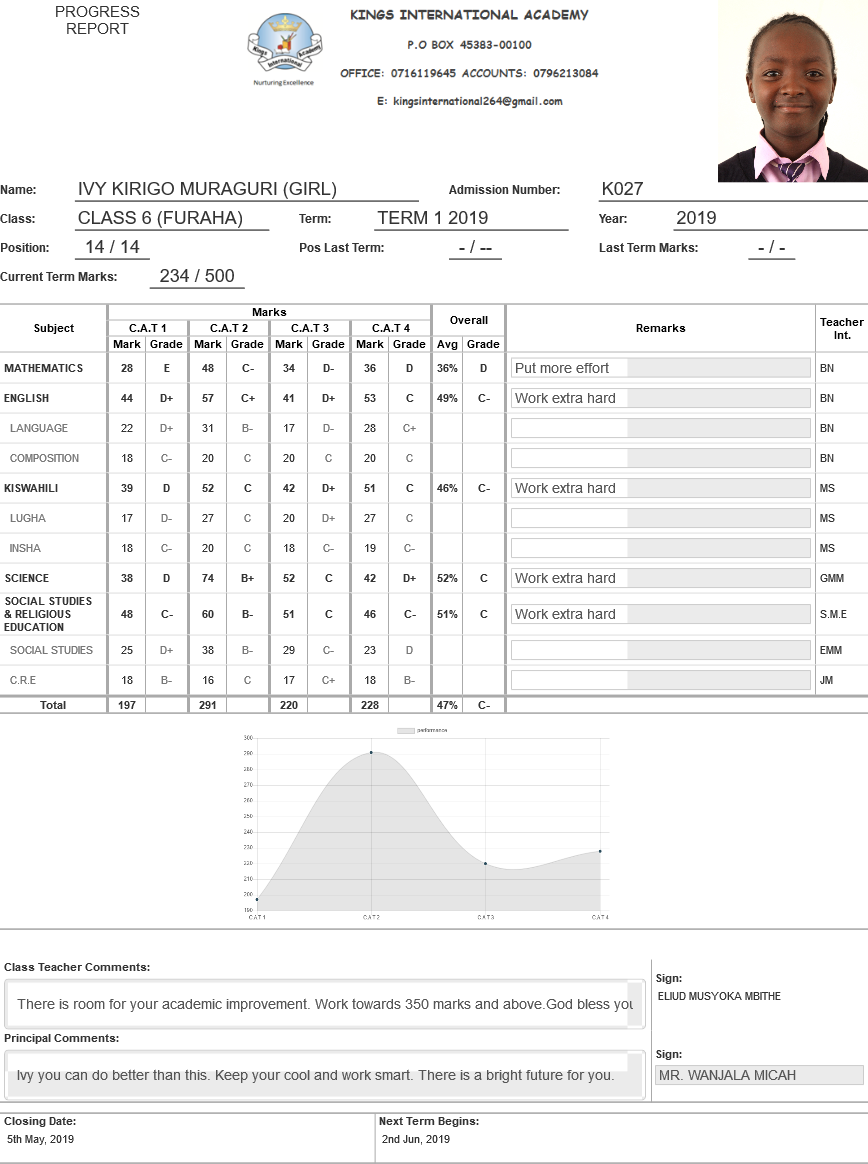 PROGRESS
REPORT
KINGS INTERNATIONAL ACADEMY
P.O BOX 45383-00100
OFFICE: 0716119645 ACCOUNTS: 0796213084
E: kingsinternational264@gmail.com
Kings International Academy
Nurturing Excellence
Name: IVY KIRIGO MURAGURI (GIRL) Admission Number: K027
Class: CLASS 6 (FURAHA) Term: TERM 1 2019 Year: 2019
Position: 14 / 14 Pos Last Term: - / -- Last Term Marks: - / -
Current Term Marks: 234 / 500
Subject Marks Overall Remarks Teacher Int.
C.A.T 1 C.A.T 2 C.A.T 3 C.A.T 4
Mark Grade Mark Grade Mark Grade Mark Grade Avg Grade
MATHEMATICS 28 E 48 C- 34 D- 36 D 36% D Put more effort BN
ENGLISH 44 D+ 57 C+ 41 D+ 53 C 49% C- Work extra hard BN
LANGUAGE 22 D+ 31 B- 17 D- 28 C+ BN
COMPOSITION 18 C- 20 C 20 C 20 C BN
KISWAHILI 39 D 52 C 42 D+ 51 C 46% C- Work extra hard MS
LUGHA 17 D- 27 C 20 D+ 27 C MS
INSHA 18 C- 20 C 18 C- 19 C- MS
SCIENCE 38 D 74 B+ 52 C 42 D+ 52% C Work extra hard GMM
SOCIAL STUDIES
& RELIGIOUS
EDUCATION 48 C- 60 B- 51 C 46 C- 51% C Work extra hard S.M.E
SOCIAL STUDIES 25 D+ 38 B- 29 C- 23 D EMM
C.R.E 18 B- 16 C 17 C+ 18 B- JM
Total 197 291 220 228 47% C-
performance
300
290
280
270
260
250
240
230
220
210
200
190
CAT1 CAT2 CAT3 CAT4
Class Teacher Comments:
There is room for your academic improvement. Work towards 350 marks and above.God bless you
Sign:
ELIUD MUSYOKA MBITHE
Principal Comments:
Ivy you can do better than this. Keep your cool and work smart. There is a bright future for you.
Sign:
MR. WANJALA MICAH
Closing Date:
5th May, 2019
Next Term Begins:
2nd Jun, 2019